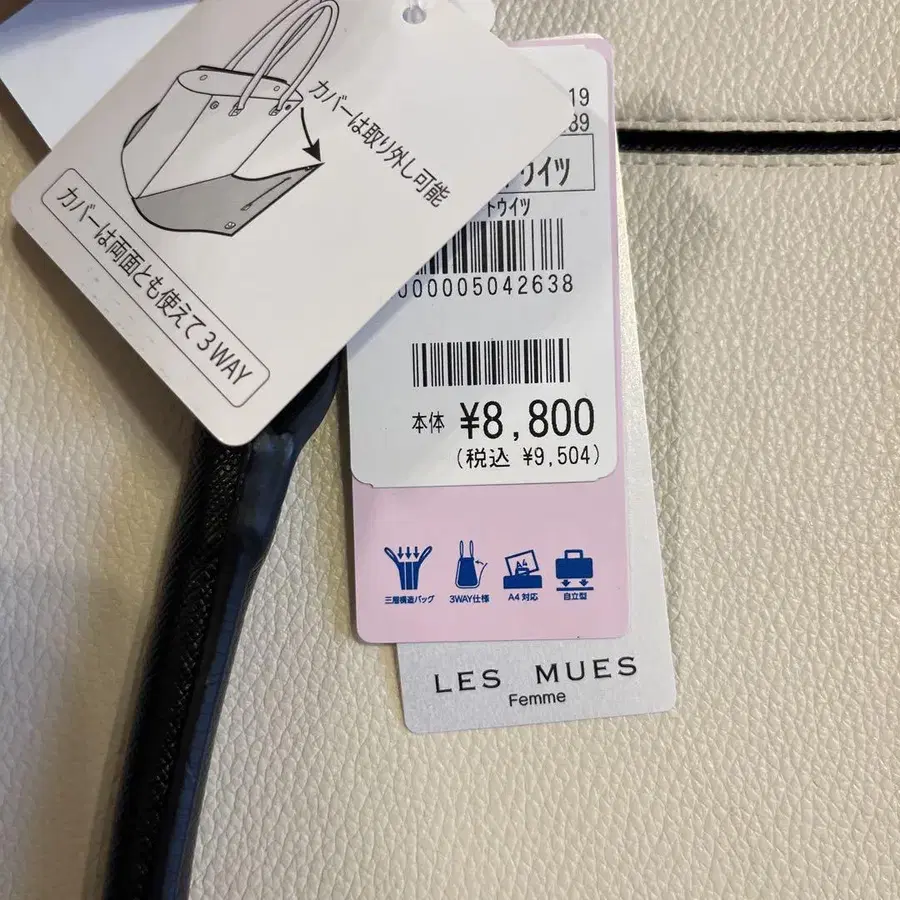 カバーは取り外し可能
カバーは両面とも使えて3WAY
19
89
ウイツ
トウイツ
000005042638
本体 ¥8,800
(税込 ¥9,504)
三層構造バッグ
3WAY仕様
A4
A4対応
自立型
LES MUES
Femme